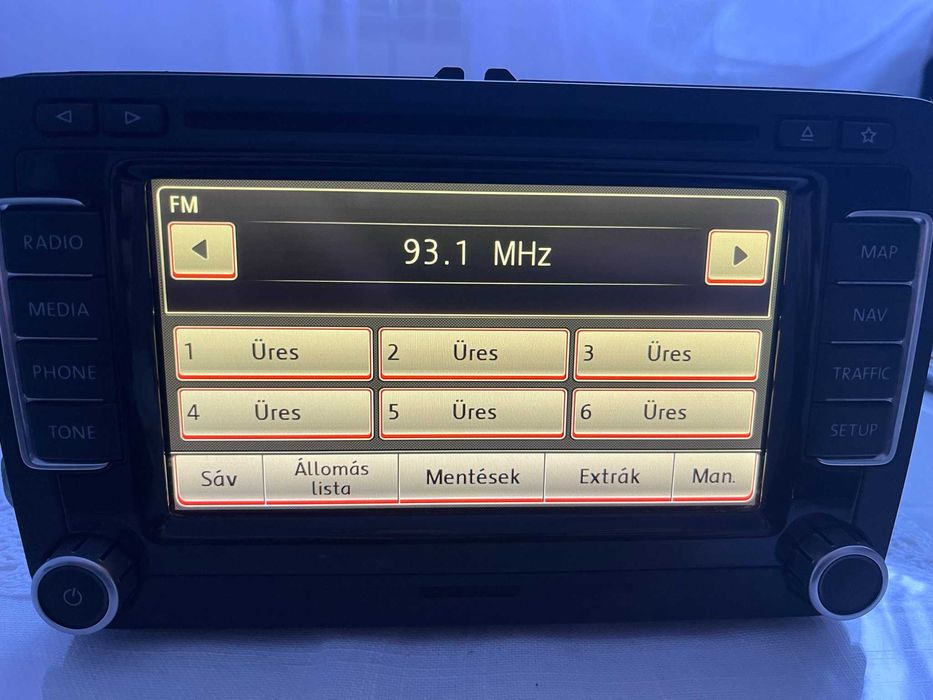 FM
93.1 MHz
RADIO
MEDIA
PHONE
TONE
1 Üres
2 Üres
3 Üres
4 Üres
5 Üres
6 Üres
Sáv
Állomás
lista
Mentések
Extrák
Man.
MAP
NAV
TRAFFIC
SETUP